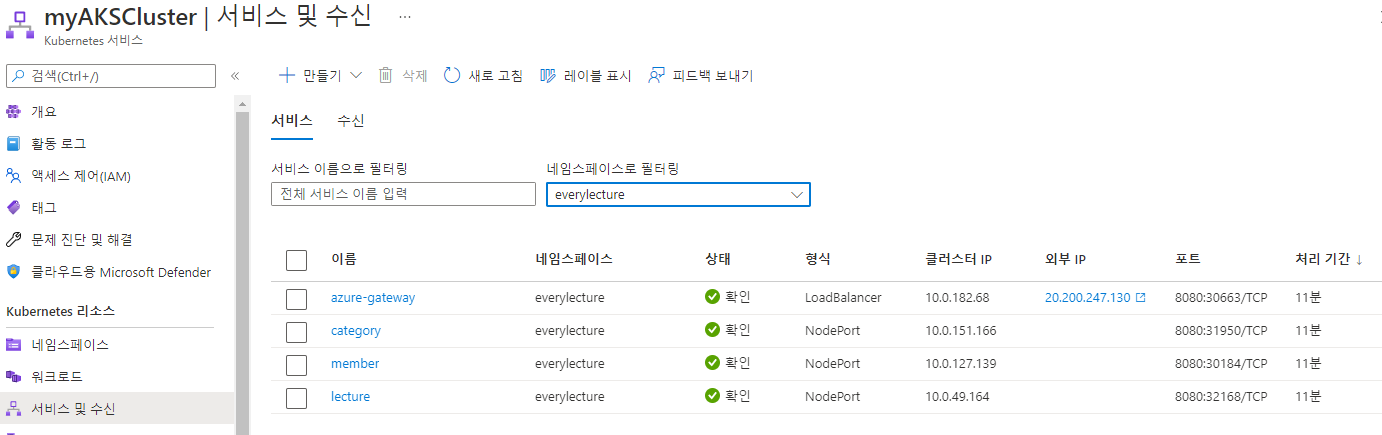 myAKSCluster | 서비스 및 수신 ...
Kubernetes 서비스
검색(Ctrl+/)
«
개요
활동 로그
액세스 제어(IAM)
태그
문제 진단 및 해결
클라우드용 Microsoft Defender
Kubernetes 리소스
네임스페이스
워크로드
서비스 및 수신
만들기 삭제 새로 고침 레이블 표시 피드백 보내기
서비스 수신
서비스 이름으로 필터링 네임스페이스로 필터링
전체 서비스 이름 입력 everylecture
이름 네임스페이스 상태 형식 클러스터 IP 외부 IP 포트 처리 기간 ↓
azure-gateway everylecture 확인 LoadBalancer 10.0.182.68 20.200.247.130 8080:30663/TCP 11분
category everylecture 확인 NodePort 10.0.151.166 8080:31950/TCP 11분
member everylecture 확인 NodePort 10.0.127.139 8080:30184/TCP 11분
lecture everylecture 확인 NodePort 10.0.49.164 8080:32168/TCP 11분